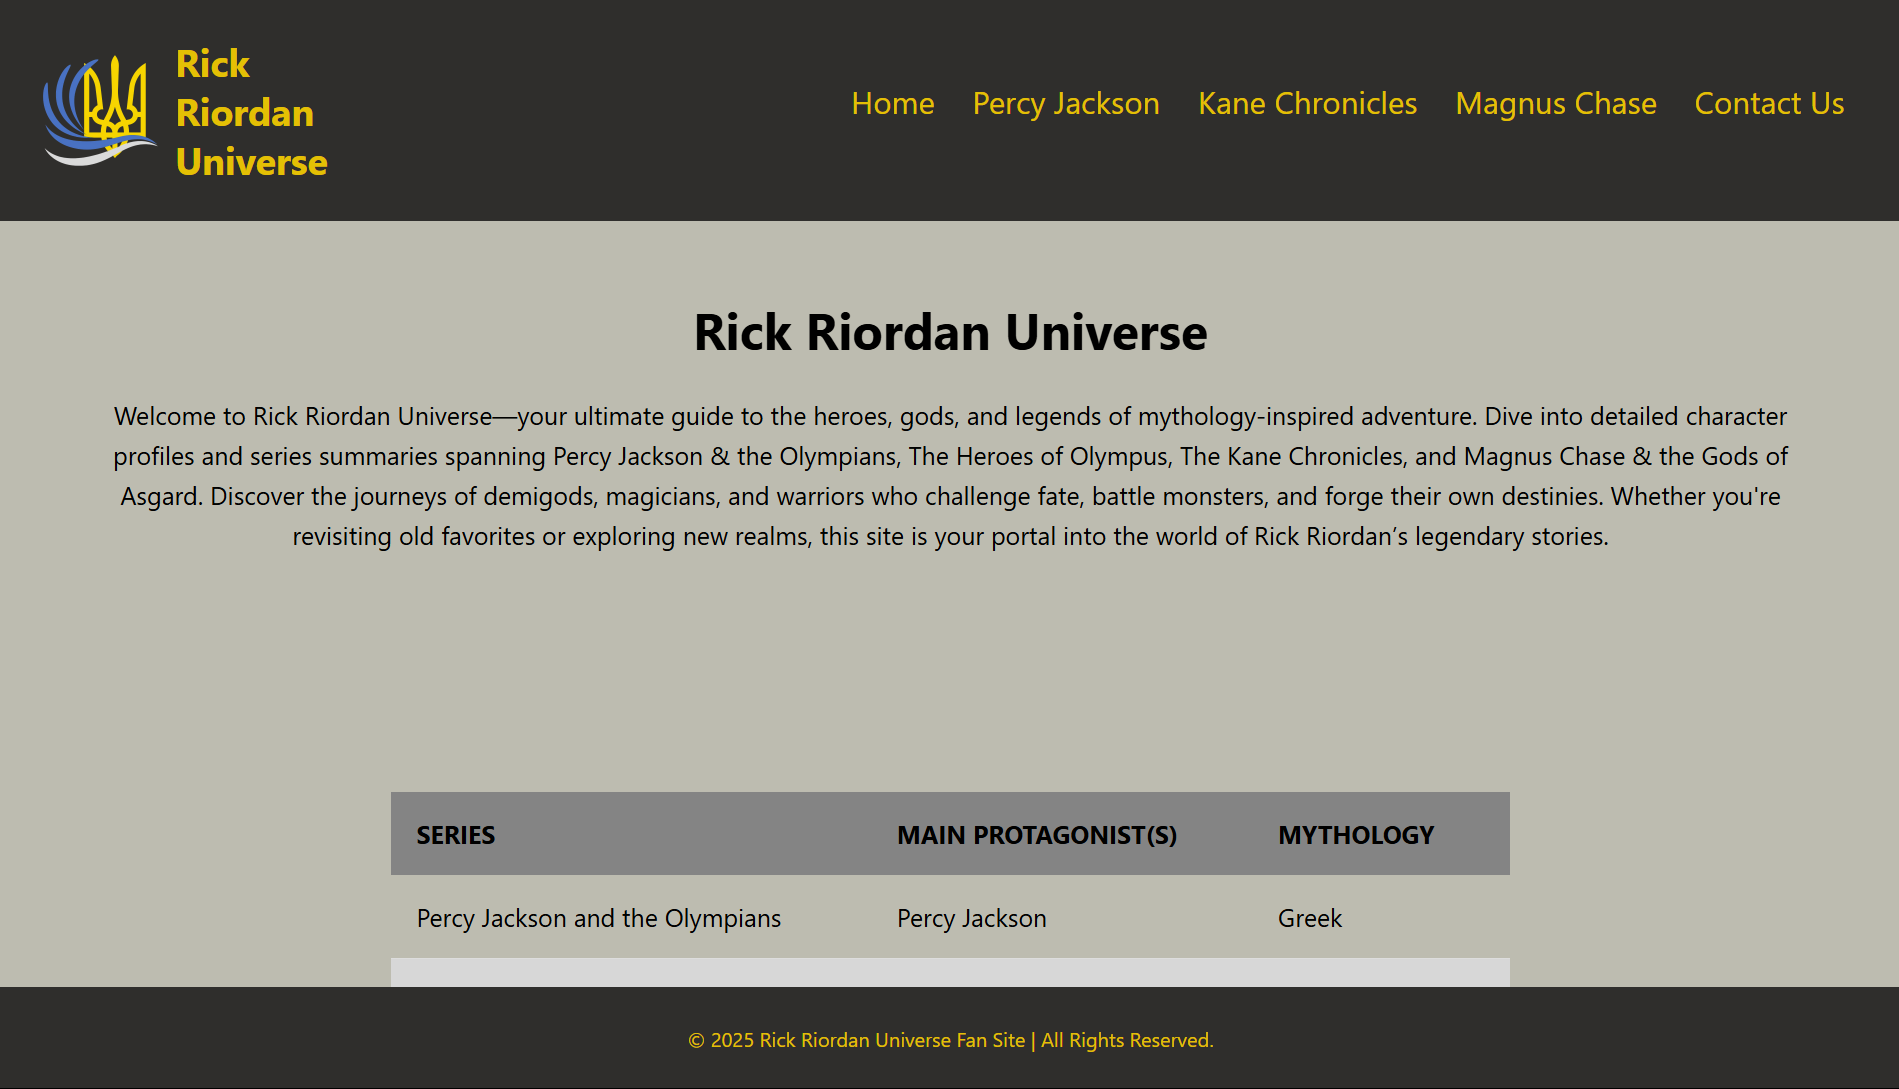 Rick
Riordan
Universe
Home Percy Jackson Kane Chronicles Magnus Chase Contact Us
Rick Riordan Universe
Welcome to Rick Riordan Universe—your ultimate guide to the heroes, gods, and legends of mythology-inspired adventure. Dive into detailed character
profiles and series summaries spanning Percy Jackson & the Olympians, The Heroes of Olympus, The Kane Chronicles, and Magnus Chase & the Gods of
Asgard. Discover the journeys of demigods, magicians, and warriors who challenge fate, battle monsters, and forge their own destinies. Whether you're
revisiting old favorites or exploring new realms, this site is your portal into the world of Rick Riordan’s legendary stories.
SERIES MAIN PROTAGONIST(S) MYTHOLOGY
Percy Jackson and the Olympians Percy Jackson Greek
© 2025 Rick Riordan Universe Fan Site | All Rights Reserved.